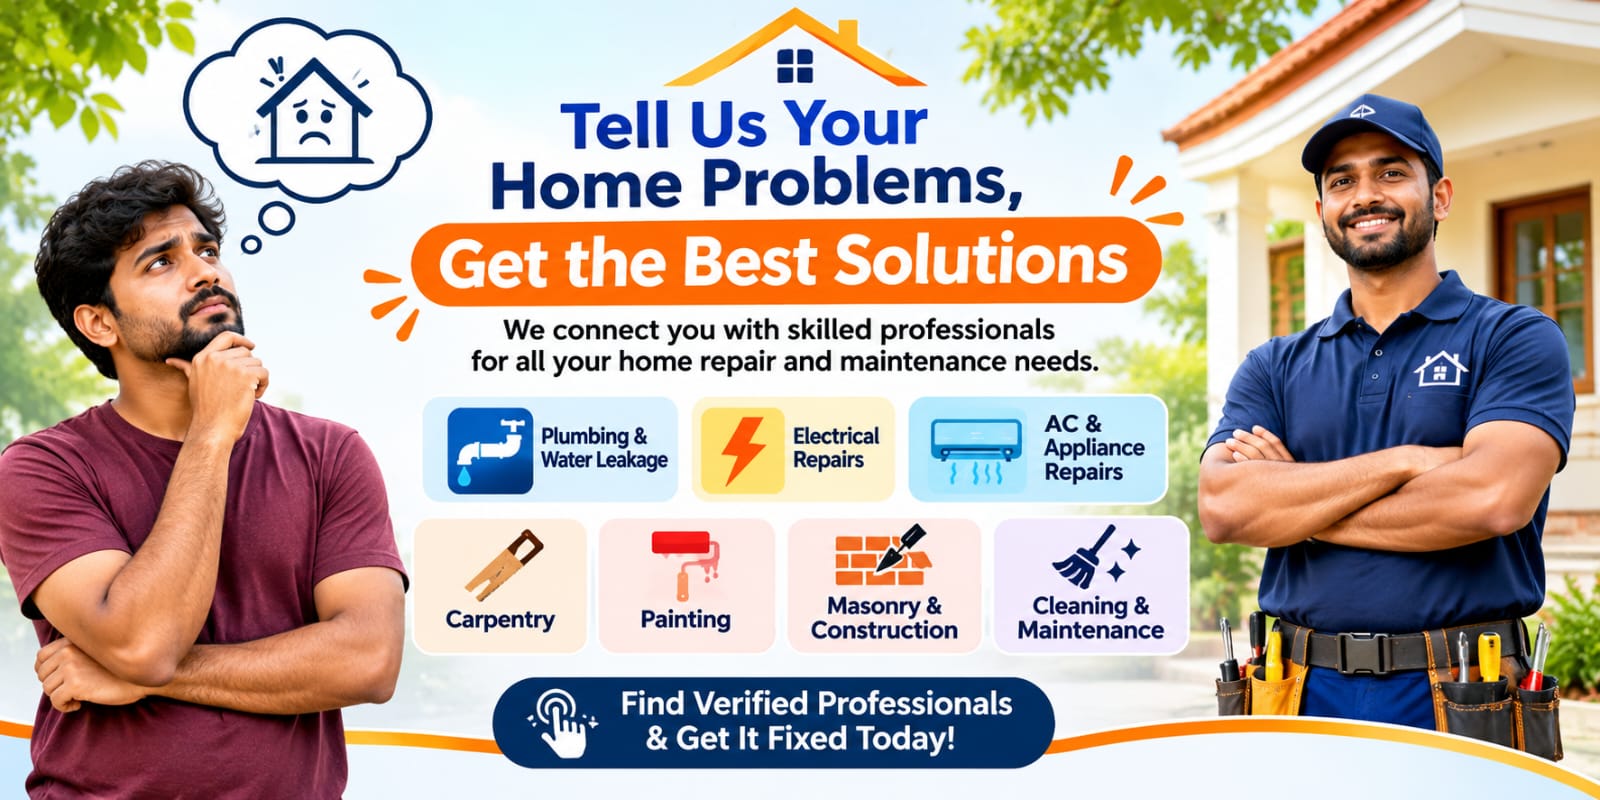 Tell Us Your
Home Problems,
Get the Best Solutions
We connect you with skilled professionals
for all your home repair and maintenance needs.
Plumbing &
Water Leakage
Electrical
Repairs
AC &
Appliance
Repairs
Carpentry
Painting
Masonry &
Construction
Cleaning &
Maintenance
Find Verified Professionals
& Get It Fixed Today!